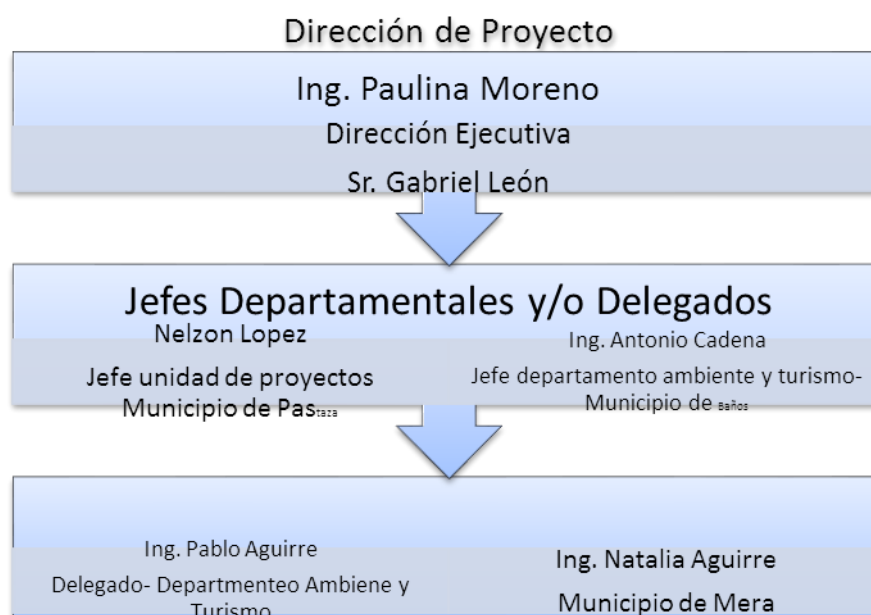 Dirección de Proyecto
Ing. Paulina Moreno
Dirección Ejecutiva
Sr. Gabriel León
Jefes Departamentales y/o Delegados
Nelzon Lopez
Jefe unidad de proyectos
Municipio de Pastaza
Ing. Antonio Cadena
Jefe departamento ambiente y turismo-
Municipio de Baños
Ing. Pablo Aguirre
Delegado- Departmenteo Ambiene y
Turismo
Ing. Natalia Aguirre
Municipio de Mera